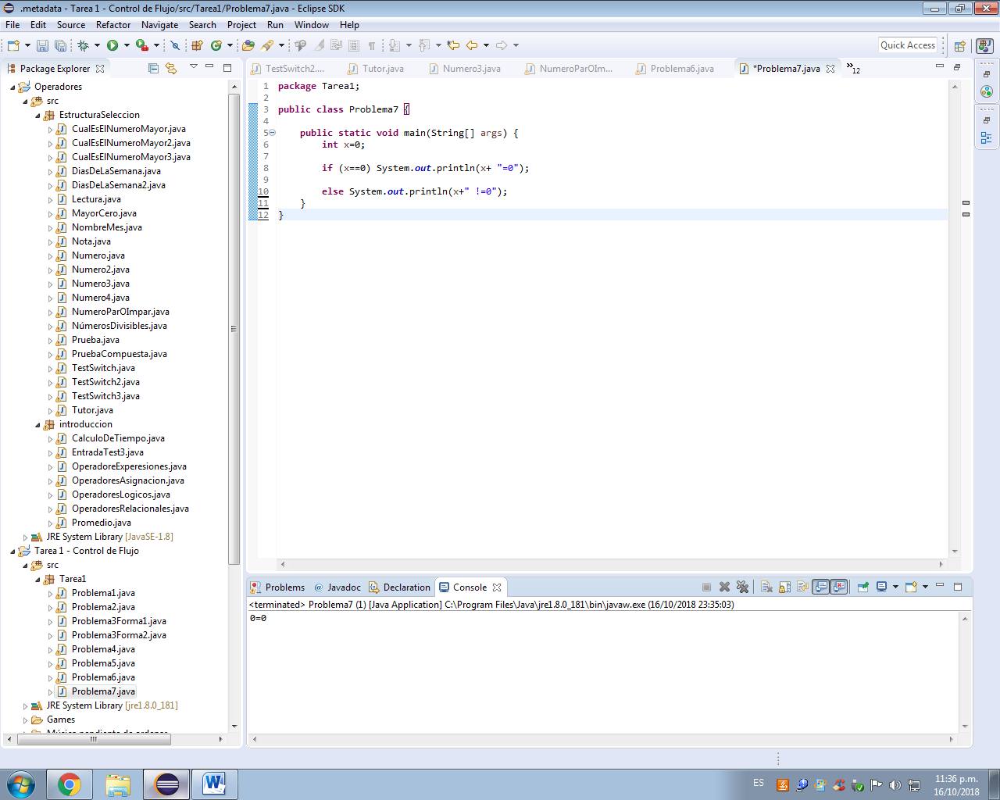 .metadata - Tarea 1 - Control de Flujo/src/Tarea1/Problema7.java - Eclipse SDK
File Edit Source Refactor Navigate Search Project Run Window Help
Quick Access
Package Explorer
Operadores
src
EstructuraSeleccion
CualEsElNumeroMayor.java
CualEsElNumeroMayor2.java
CualEsElNumeroMayor3.java
DiasDeLaSemana.java
DiasDeLaSemana2.java
Lectura.java
MayorCero.java
NombreMes.java
Nota.java
Numero.java
Numero2.java
Numero3.java
Numero4.java
NumeroParOImpar.java
NúmerosDivisibles.java
Prueba.java
PruebaCompuesta.java
TestSwitch.java
TestSwitch2.java
TestSwitch3.java
Tutor.java
introduccion
CalculoDeTiempo.java
EntradaTest3.java
OperadoreExperesiones.java
OperadoresAsignacion.java
OperadoresLogicos.java
OperadoresRelacionales.java
Promedio.java
JRE System Library [JavaSE-1.8]
Tarea 1 - Control de Flujo
src
Tarea1
Problema1.java
Problema2.java
Problema3Forma1.java
Problema3Forma2.java
Problema4.java
Problema5.java
Problema6.java
Problema7.java
JRE System Library [jre1.8.0_181]
Games
TestSwitch2.... Tutor.java Numero3.java NumeroParOIm... Problema6.java *Problema7.java »12
1 package Tarea1;
2
3 public class Problema7 {
4
5 public static void main(String[] args) {
6 int x=0;
7
8 if (x==0) System.out.println(x+ "=0");
9
10 else System.out.println(x+" !=0");
11 }
12 }
Problems @ Javadoc Declaration Console
<terminated> Problema7 (1) [Java Application] C:\Program Files\Java\jre1.8.0_181\bin\javaw.exe (16/10/2018 23:35:03)
0=0
ES
11:36 p.m.
16/10/2018